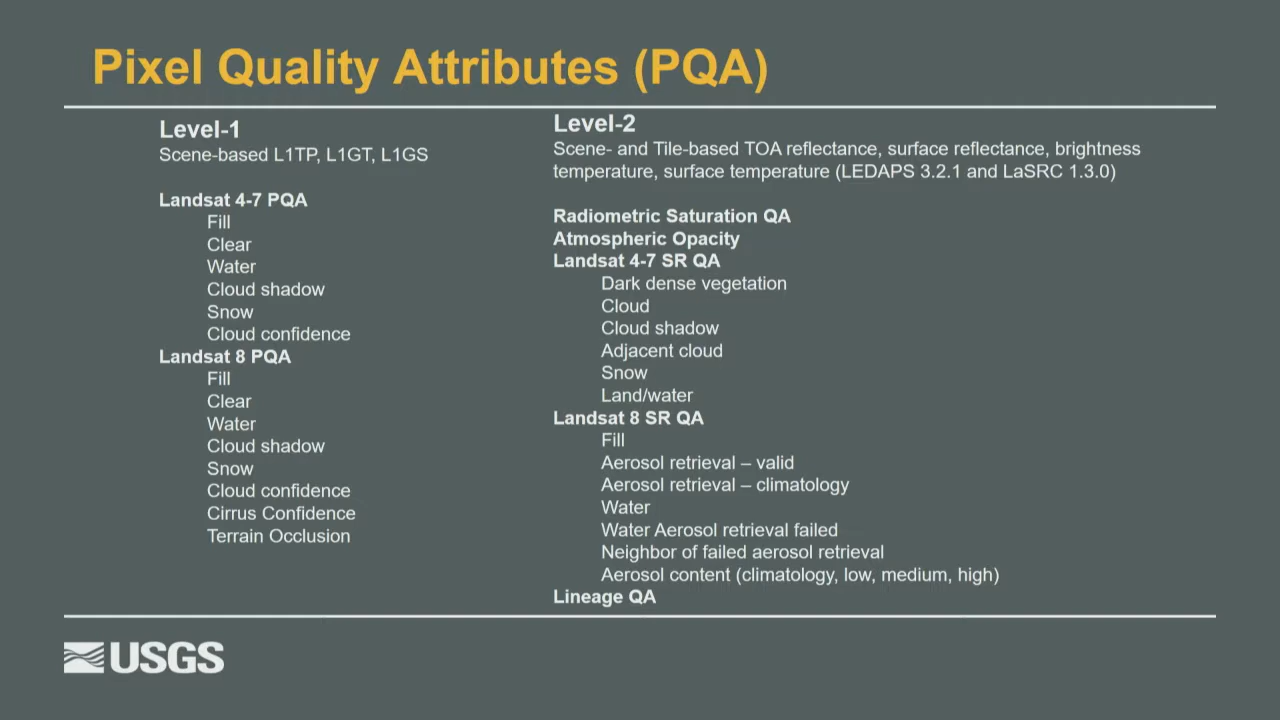 Pixel Quality Attributes (PQA)
Level-1
Scene-based L1TP, L1GT, L1GS
Landsat 4-7 PQA
Fill
Clear
Water
Cloud shadow
Snow
Cloud confidence
Landsat 8 PQA
Fill
Clear
Water
Cloud shadow
Snow
Cloud confidence
Cirrus Confidence
Terrain Occlusion
Level-2
Scene- and Tile-based TOA reflectance, surface reflectance, brightness
temperature, surface temperature (LEDAPS 3.2.1 and LaSRC 1.3.0)
Radiometric Saturation QA
Atmospheric Opacity
Landsat 4-7 SR QA
Dark dense vegetation
Cloud
Cloud shadow
Adjacent cloud
Snow
Land/water
Landsat 8 SR QA
Fill
Aerosol retrieval – valid
Aerosol retrieval – climatology
Water
Water Aerosol retrieval failed
Neighbor of failed aerosol retrieval
Aerosol content (climatology, low, medium, high)
Lineage QA
USGS